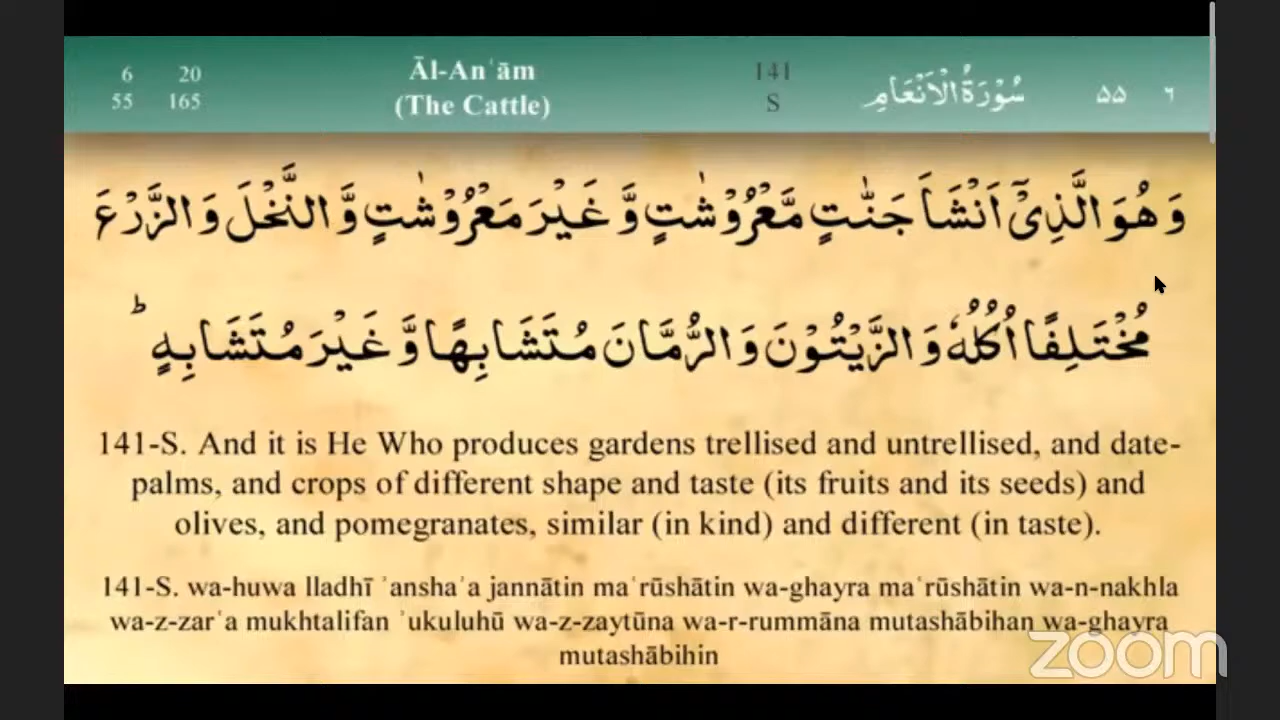 6 20 Āl-Anʿām 141 سُوْرَةُ الْاَنْعَامِ ۵۵ ٦
55 165 (The Cattle) S
وَ هُوَ الَّذِیْۤ اَنْشَاَ جَنّٰتٍ مَّعْرُوْشٰتٍ وَّ غَیْرَ مَعْرُوْشٰتٍ وَّ النَّخْلَ وَ الزَّرْعَ
مُخْتَلِفًا اُكُلُهٗ وَ الزَّیْتُوْنَ وَ الرُّمَّانَ مُتَشَابِهًا وَّ غَیْرَ مُتَشَابِهٍ ؕ
141-S. And it is He Who produces gardens trellised and untrellised, and date-
palms, and crops of different shape and taste (its fruits and its seeds) and
olives, and pomegranates, similar (in kind) and different (in taste).
141-S. wa-huwa lladhī ʾanshaʾa jannātin maʿrūshātin wa-ghayra maʿrūshātin wa-n-nakhla
wa-z-zarʿa mukhtalifan ʾukuluhū wa-z-zaytūna wa-r-rummāna mutashābihan wa-ghayra
mutashābihin
zoom